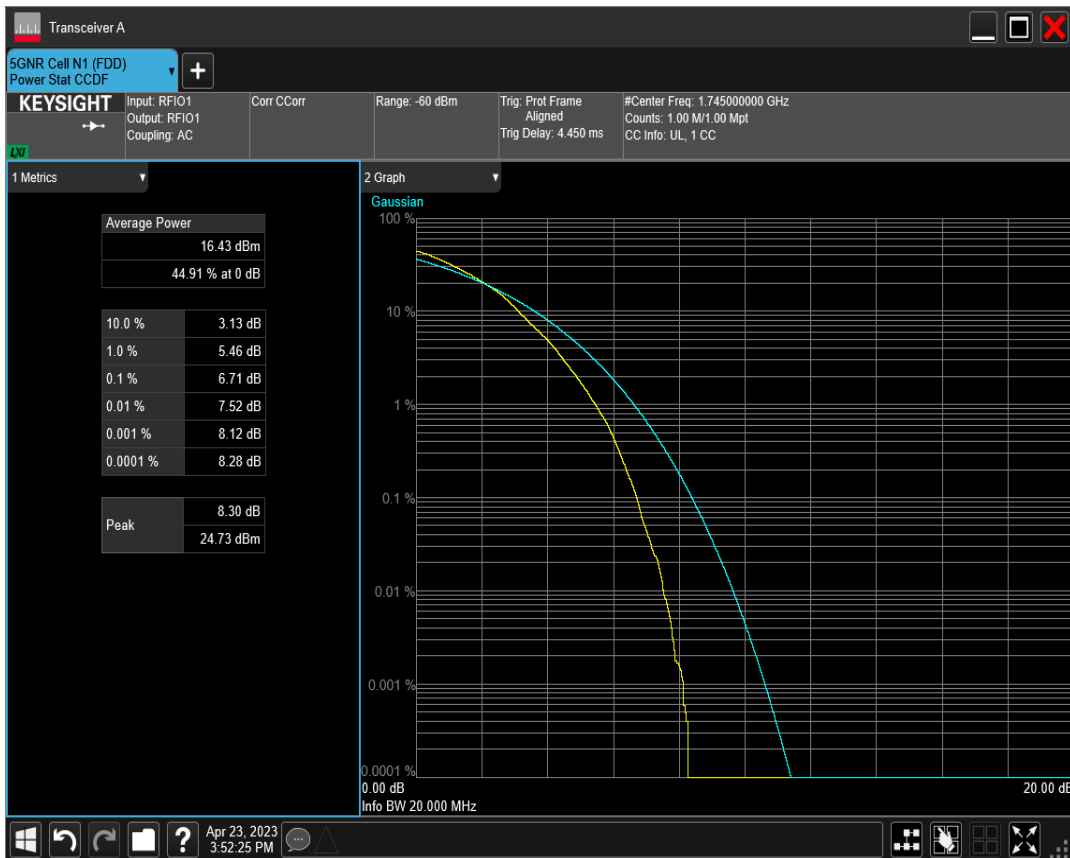 Transceiver A
5GNR Cell N1 (FDD)
Power Stat CCDF
KEYSIGHT
LXI
Input: RFIO1
Output: RFIO1
Coupling: AC
Corr CCorr
Range: -60 dBm
Trig: Prot Frame
Aligned
Trig Delay: 4.450 ms
#Center Freq: 1.745000000 GHz
Counts: 1.00 M/1.00 Mpt
CC Info: UL, 1 CC
1 Metrics
Average Power
16.43 dBm
44.91 % at 0 dB
10.0 % 3.13 dB
1.0 % 5.46 dB
0.1 % 6.71 dB
0.01 % 7.52 dB
0.001 % 8.12 dB
0.0001 % 8.28 dB
Peak 8.30 dB
24.73 dBm
2 Graph
Gaussian
100 %
10 %
1 %
0.1 %
0.01 %
0.001 %
0.0001 %
0.00 dB 20.00 dB
Info BW 20.000 MHz
?
Apr 23, 2023
3:52:25 PM